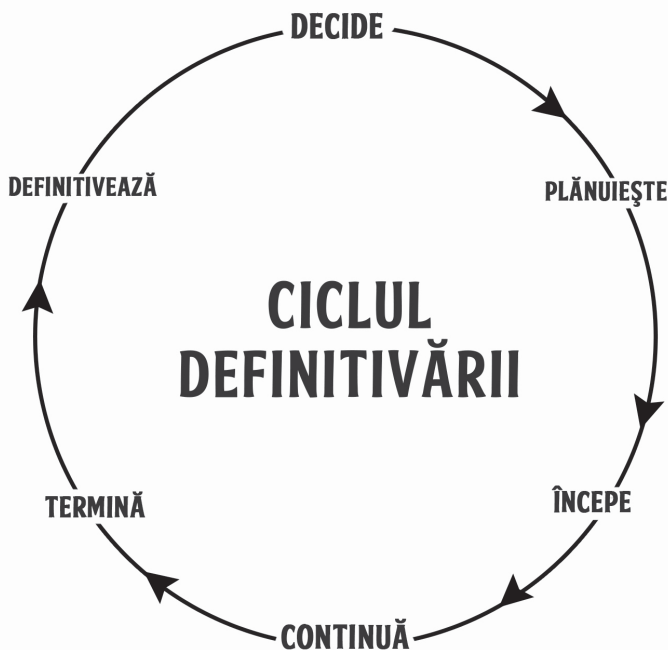 DECIDE
PLĂNUIEŞTE
ÎNCEPE
CONTINUĂ
TERMINĂ
DEFINITIVEAZĂ
CICLUL
DEFINITIVĂRII